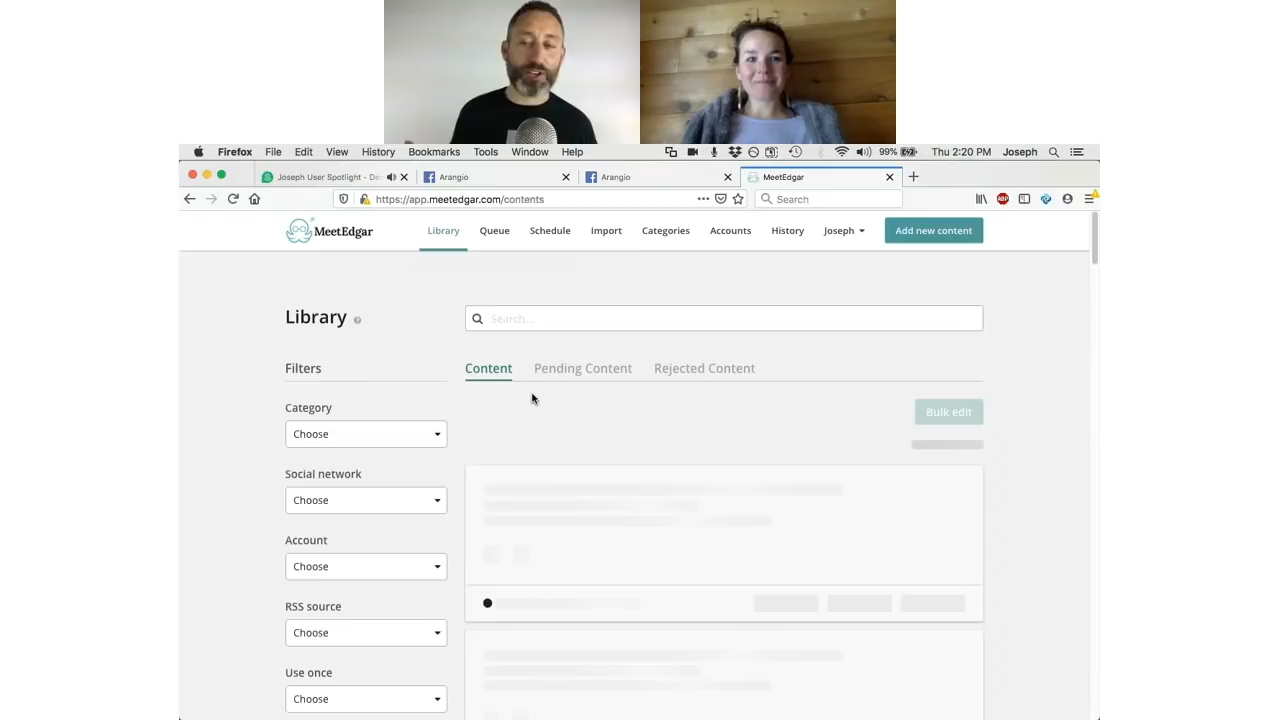 Firefox File Edit View History Bookmarks Tools Window Help 99% Thu 2:20 PM Joseph
Joseph User Spotlight - De Arangio Arangio MeetEdgar
https://app.meetedgar.com/contents Search
MeetEdgar Library Queue Schedule Import Categories Accounts History Joseph Add new content
Library Search...
Filters Content Pending Content Rejected Content
Category
Bulk edit
Choose
Social network
Choose
Account
Choose
RSS source
Choose
Use once
Choose